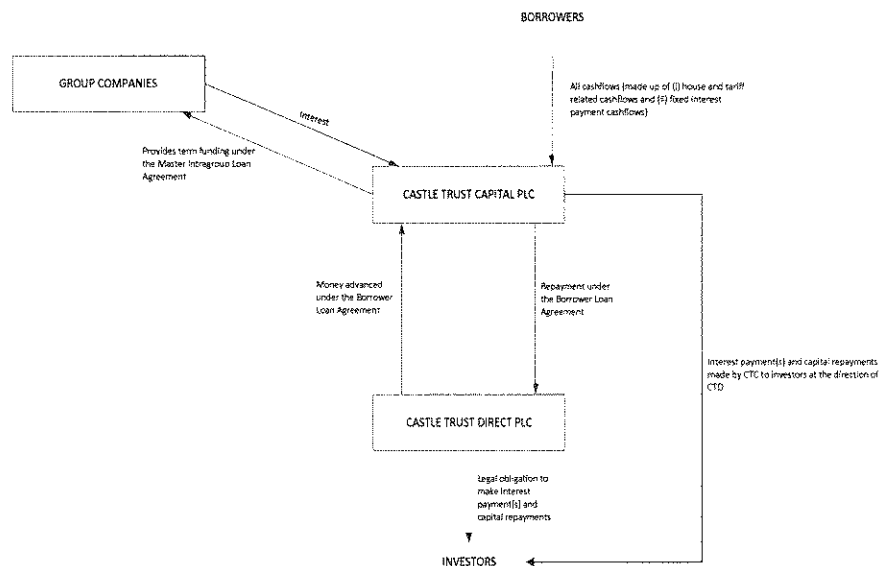 BORROWERS
GROUP COMPANIES
All cashflows (made up of (i) house and tariff
related cashflows and (ii) fixed interest
payment cashflows)
Interest
Provides term funding under
the Master Intragroup Loan
Agreement
CASTLE TRUST CAPITAL PLC
Money advanced
under the Borrower
Loan Agreement
Repayment under
the Borrower Loan
Agreement
Interest payment(s) and capital repayments
made by CTC to investors at the direction of
CTD
CASTLE TRUST DIRECT PLC
Legal obligation to
make interest
payment[s] and
capital repayments
INVESTORS